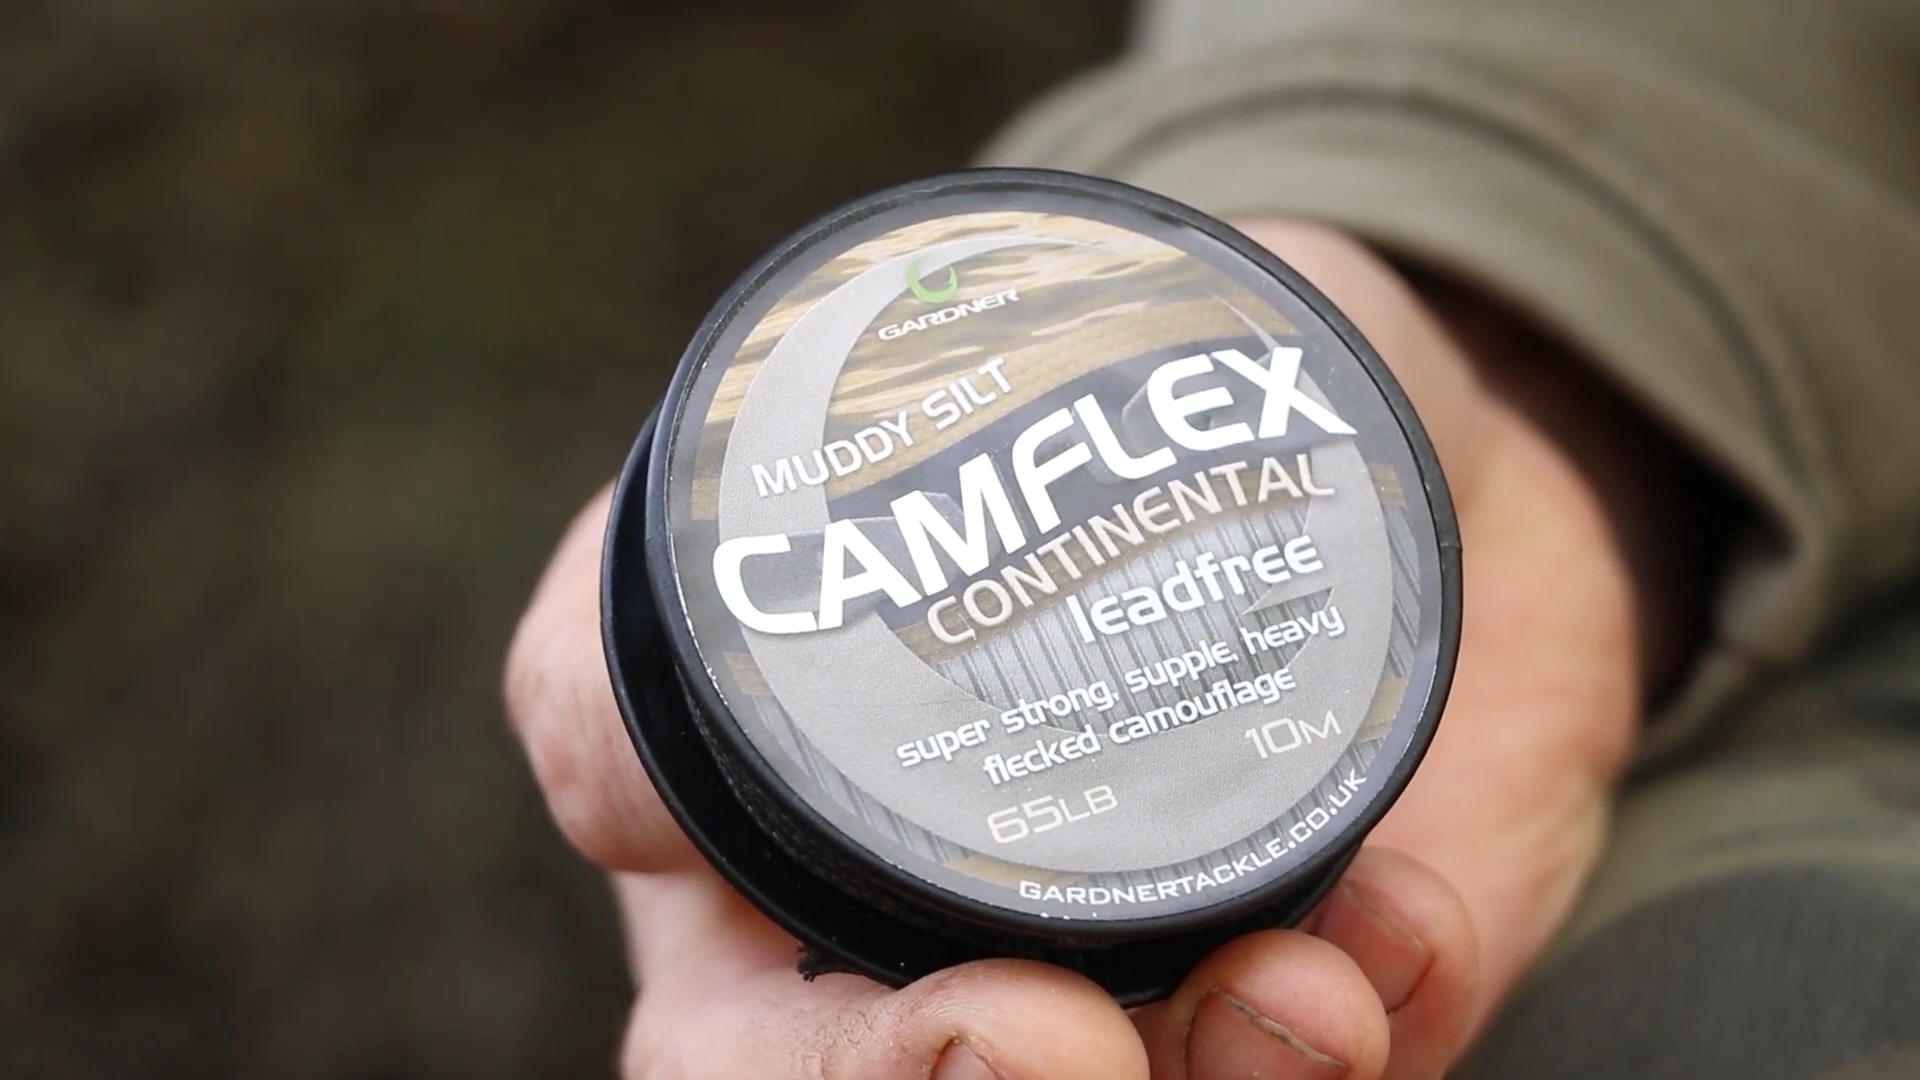 GARDNER
MUDDY SILT
CAMFLEX
CONTINENTAL
leadfree
super strong, supple, heavy
flecked camouflage
65LB 10M
GARDNERTACKLE.CO.UK